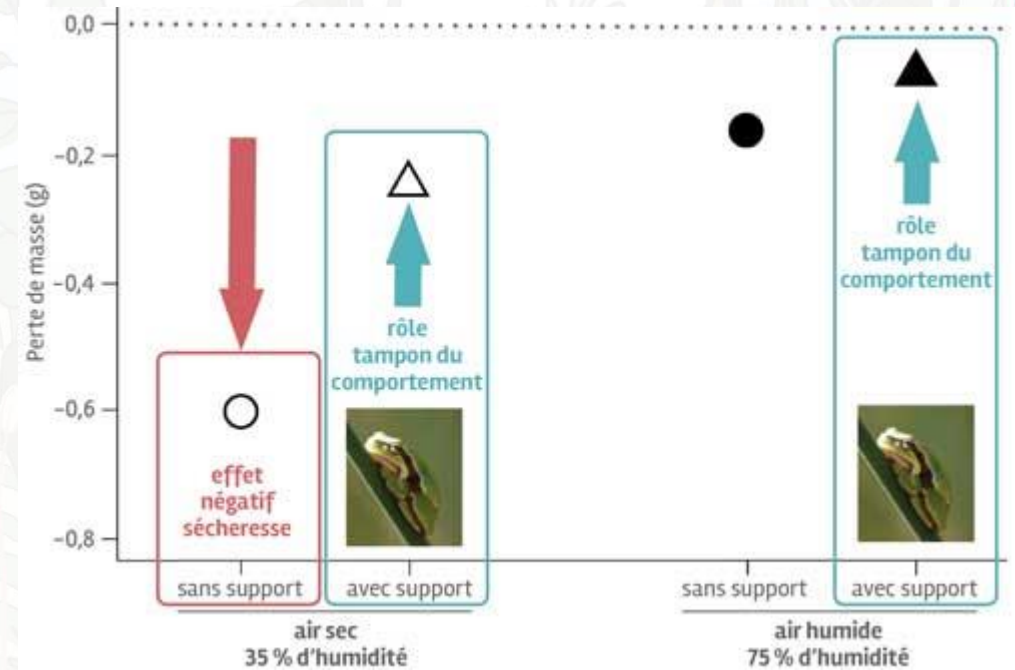 0,0
-0,2
-0,4
-0,6
-0,8
Perte de masse (g)
effet
négatif
sécheresse
rôle
tampon du
comportement
rôle
tampon du
comportement
sans support
avec support
sans support
avec support
air sec
35 % d'humidité
air humide
75 % d'humidité